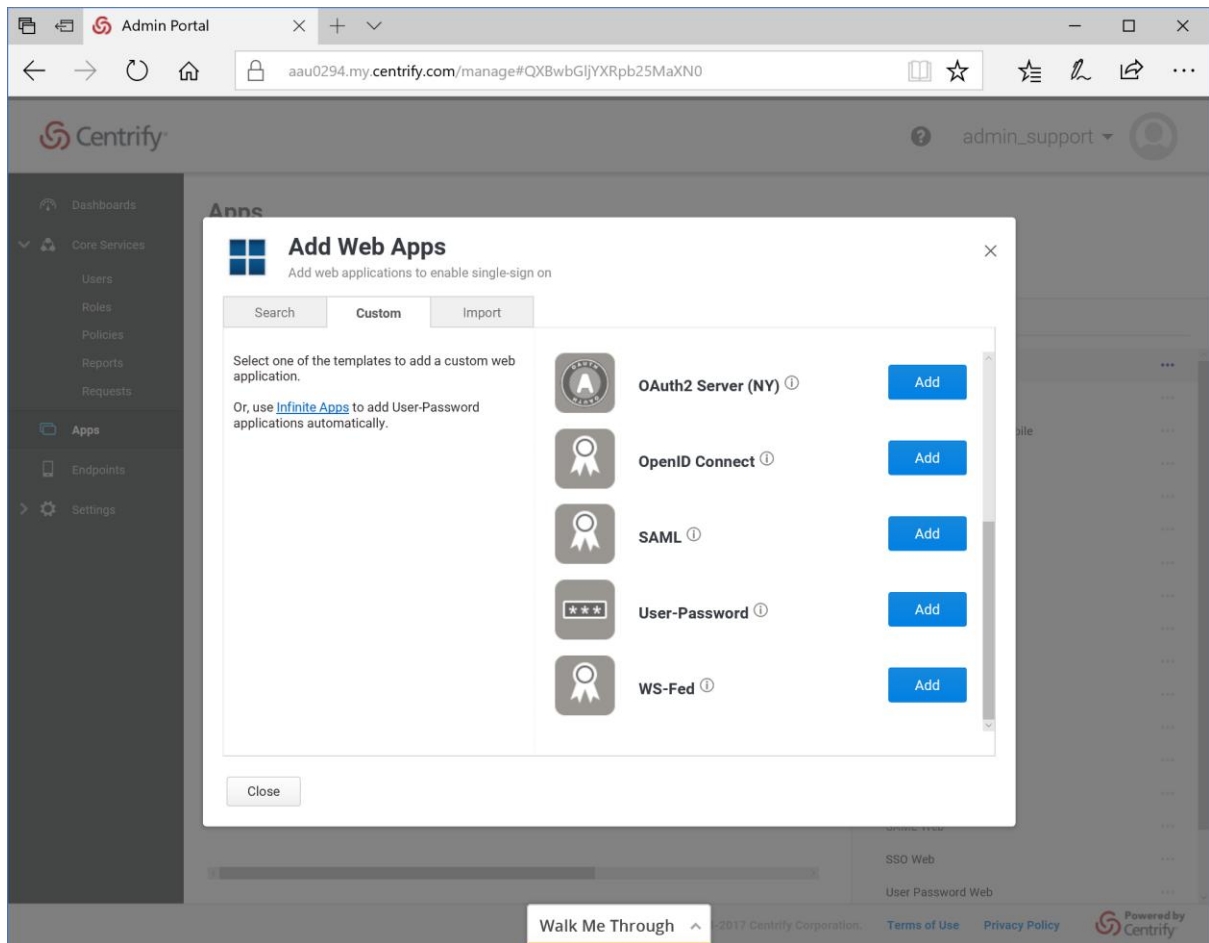 Admin Portal
aau0294.my.centrify.com/manage#QXBwbGljYXRpb25MaXN0
Centrify
admin_support
Dashboards
Core Services
Users
Roles
Policies
Reports
Requests
Apps
Endpoints
Settings
Apps
Add Web Apps
Add web applications to enable single-sign on
Search
Custom
Import
Select one of the templates to add a custom web
application.
Or, use Infinite Apps to add User-Password
applications automatically.
OAuth2 Server (NY)
Add
OpenID Connect
Add
SAML
Add
User-Password
Add
WS-Fed
Add
Close
SAML Web
SSO Web
User Password Web
Walk Me Through
-2017 Centrify Corporation.
Terms of Use
Privacy Policy
Powered by
Centrify